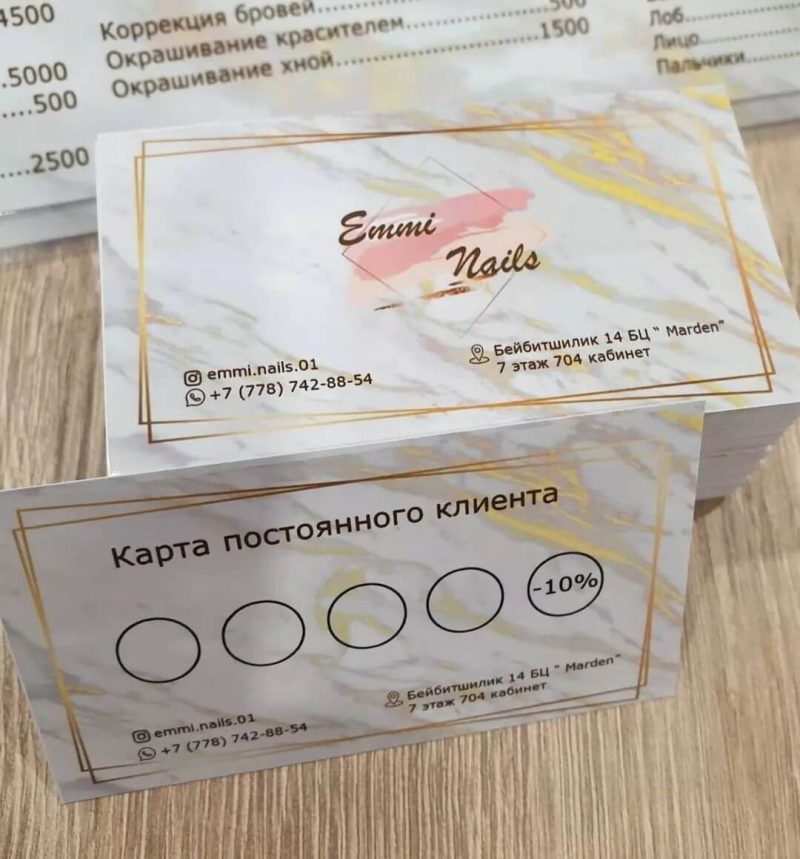 4500
.5000
....500
....2500
Коррекция бровей
Окрашивание красителем..................500
Окрашивание хной..................1500
Лоб
Лицо
Пальчики
Emmi
Nails
emmi.nails.01
+7 (778) 742-88-54
Бейбитшилик 14 БЦ " Marden"
7 этаж 704 кабинет
Карта постоянного клиента
-10%
emmi.nails.01
+7 (778) 742-88-54
Бейбитшилик 14 БЦ " Marden"
7 этаж 704 кабинет